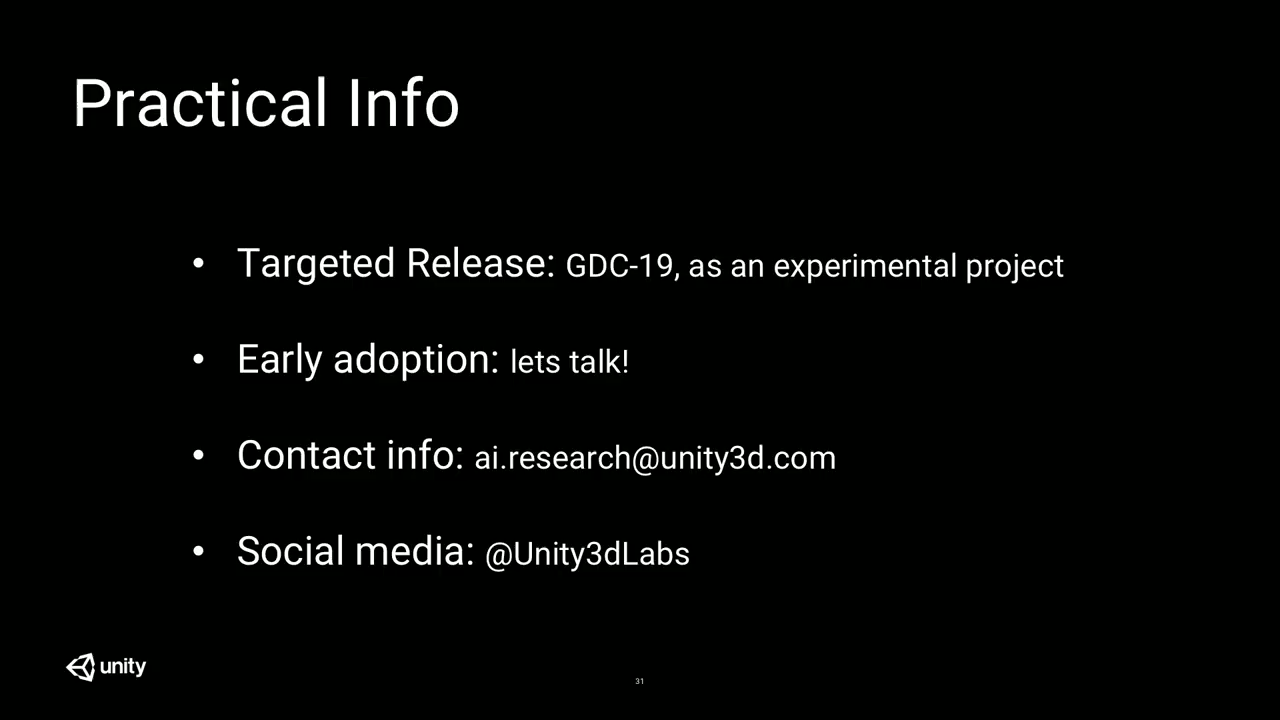 Practical Info
• Targeted Release: GDC-19, as an experimental project
• Early adoption: lets talk!
• Contact info: ai.research@unity3d.com
• Social media: @Unity3dLabs
unity
31